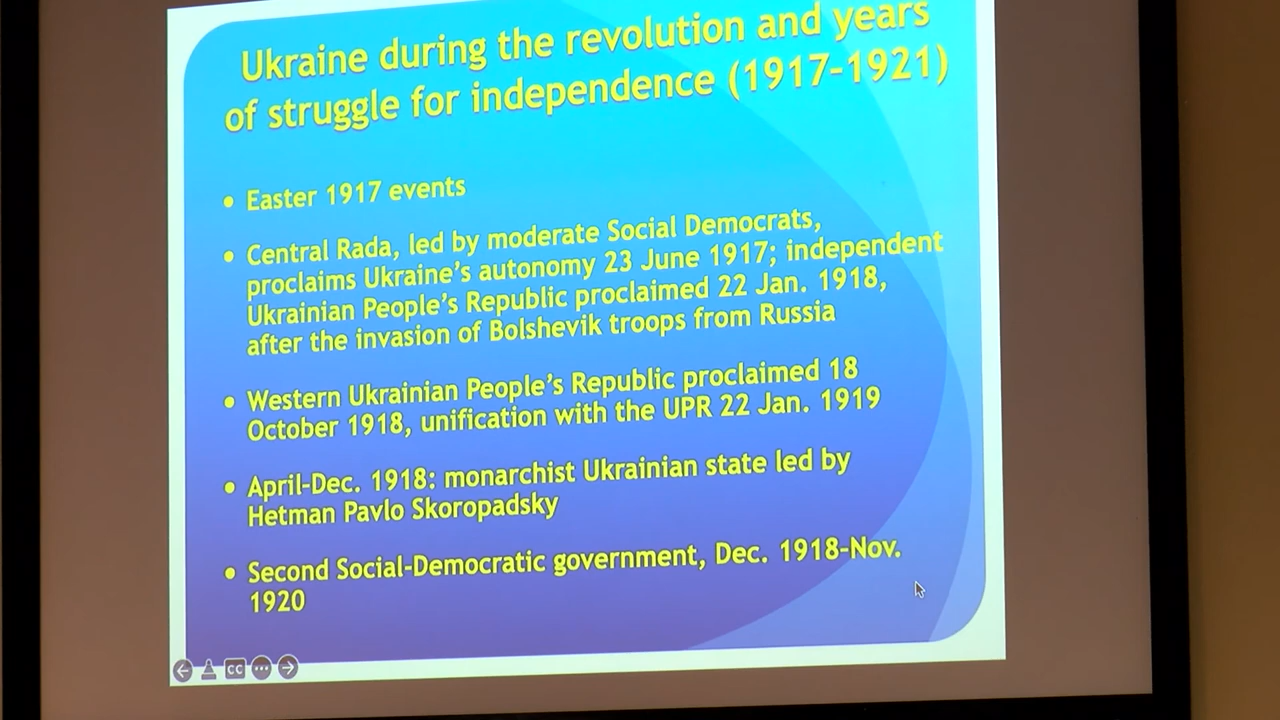 Ukraine during the revolution and years
of struggle for independence (1917-1921)
• Easter 1917 events
• Central Rada, led by moderate Social Democrats,
proclaims Ukraine's autonomy 23 June 1917; independent
Ukrainian People's Republic proclaimed 22 Jan. 1918,
after the invasion of Bolshevik troops from Russia
• Western Ukrainian People's Republic proclaimed 18
October 1918, unification with the UPR 22 Jan. 1919
• April-Dec. 1918: monarchist Ukrainian state led by
Hetman Pavlo Skoropadsky
• Second Social-Democratic government, Dec. 1918-Nov.
1920
CC